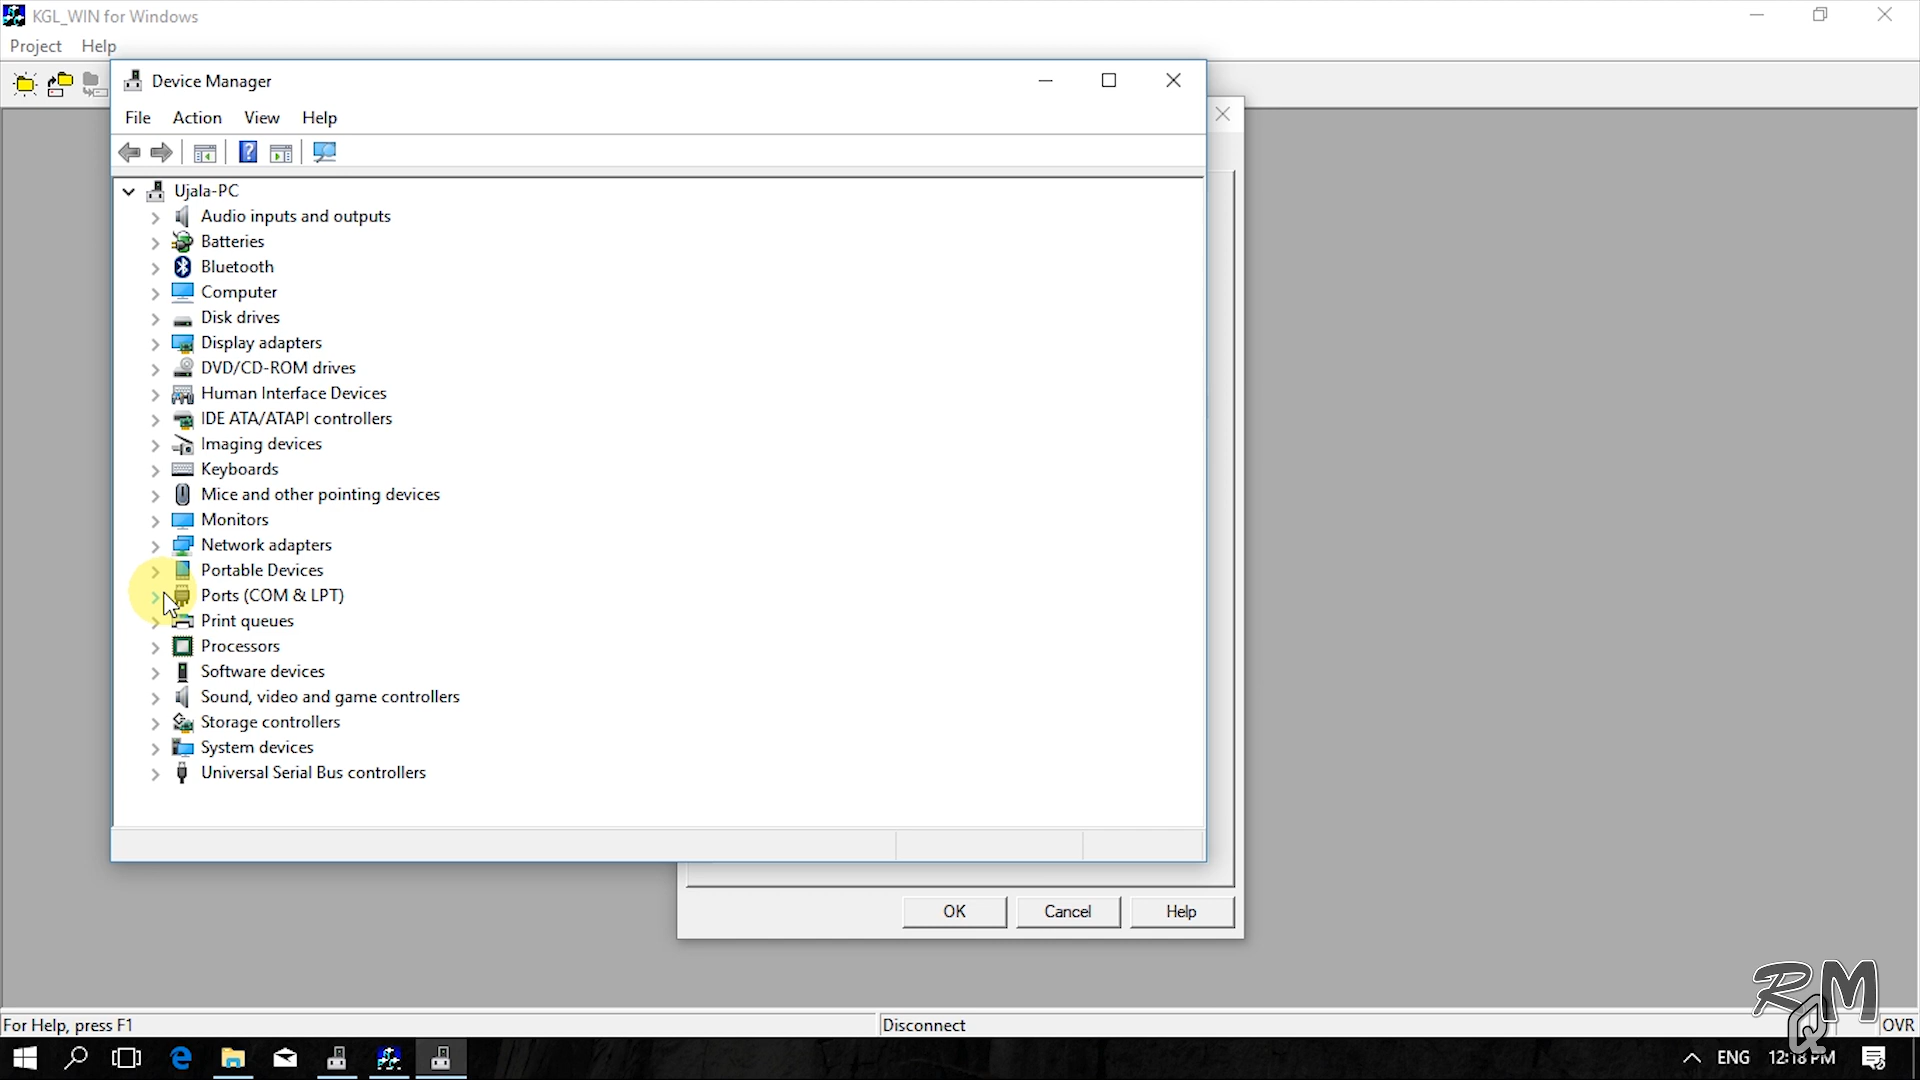 KGL_WIN for Windows
Project Help
Device Manager
File Action View Help
Ujala-PC
Audio inputs and outputs
Batteries
Bluetooth
Computer
Disk drives
Display adapters
DVD/CD-ROM drives
Human Interface Devices
IDE ATA/ATAPI controllers
Imaging devices
Keyboards
Mice and other pointing devices
Monitors
Network adapters
Portable Devices
Ports (COM & LPT)
Print queues
Processors
Software devices
Sound, video and game controllers
Storage controllers
System devices
Universal Serial Bus controllers
OK Cancel Help
RQM
For Help, press F1 Disconnect OVR
ENG 12:18 PM